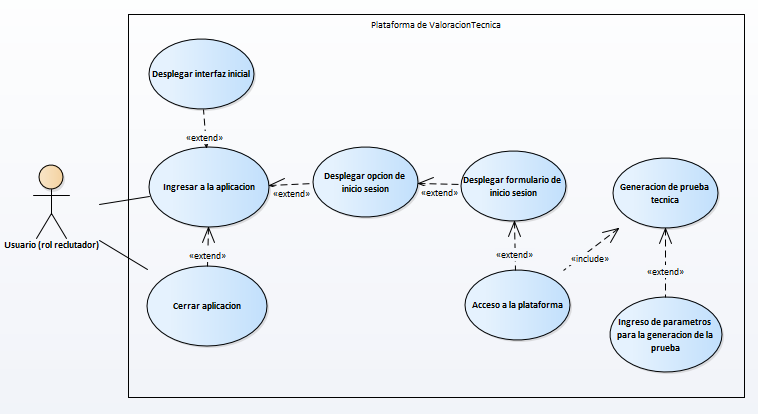 Plataforma de ValoracionTecnica
Desplegar interfaz inicial
«extend»
Ingresar a la aplicacion
«extend»
Desplegar opcion de
inicio sesion
«extend»
Desplegar formulario de
inicio sesion
Generacion de prueba
tecnica
Usuario (rol reclutador)
«extend»
«extend»
«include»
«extend»
Cerrar aplicacion
Acceso a la plataforma
Ingreso de parametros
para la generacion de la
prueba